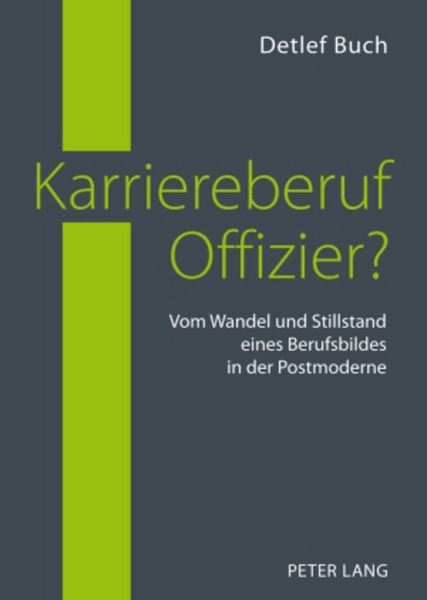 Detlef Buch
Karriereberuf
Offizier?
Vom Wandel und Stillstand
eines Berufsbildes
in der Postmoderne
PETER LANG